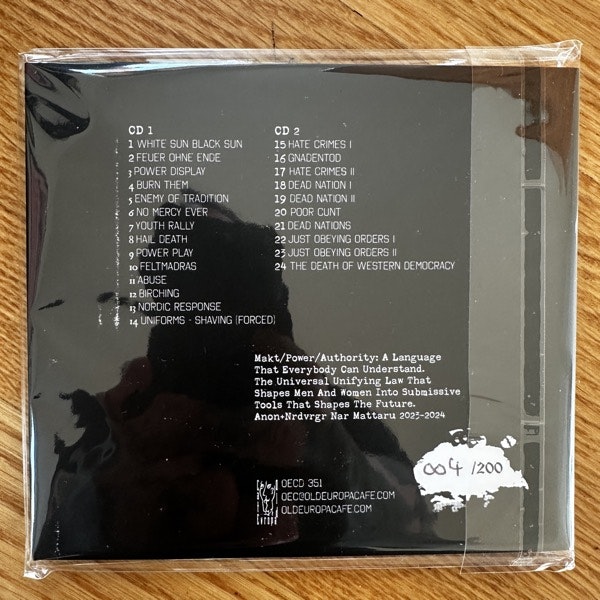 CD 1
1 WHITE SUN BLACK SUN
2 FEUER OHNE ENDE
3 POWER DISPLAY
4 BURN THEM
5 ENEMY OF TRADITION
6 NO MERCY EVER
7 YOUTH RALLY
8 HAIL DEATH
9 POWER PLAY
10 FELTMADRAS
11 ABUSE
12 BIRCHING
13 NORDIC RESPONSE
14 UNIFORMS - SHAVING (FORCED)
CD 2
15 HATE CRIMES I
16 GNADENTOD
17 HATE CRIMES II
18 DEAD NATION I
19 DEAD NATION II
20 POOR CUNT
21 DEAD NATIONS
22 JUST OBEYING ORDERS I
23 JUST OBEYING ORDERS II
24 THE DEATH OF WESTERN DEMOCRACY
Makt/Power/Authority: A Language
That Everybody Can Understand.
The Universal Unifying Law That
Shapes Men And Women Into Submissive
Tools That Shapes The Future.
Anon+Nrdvrgr Nar Mattaru 2023-2024
004 /200
OECD 351
OEC@OLDEUROPACAFE.COM
OLDEUROPACAFE.COM